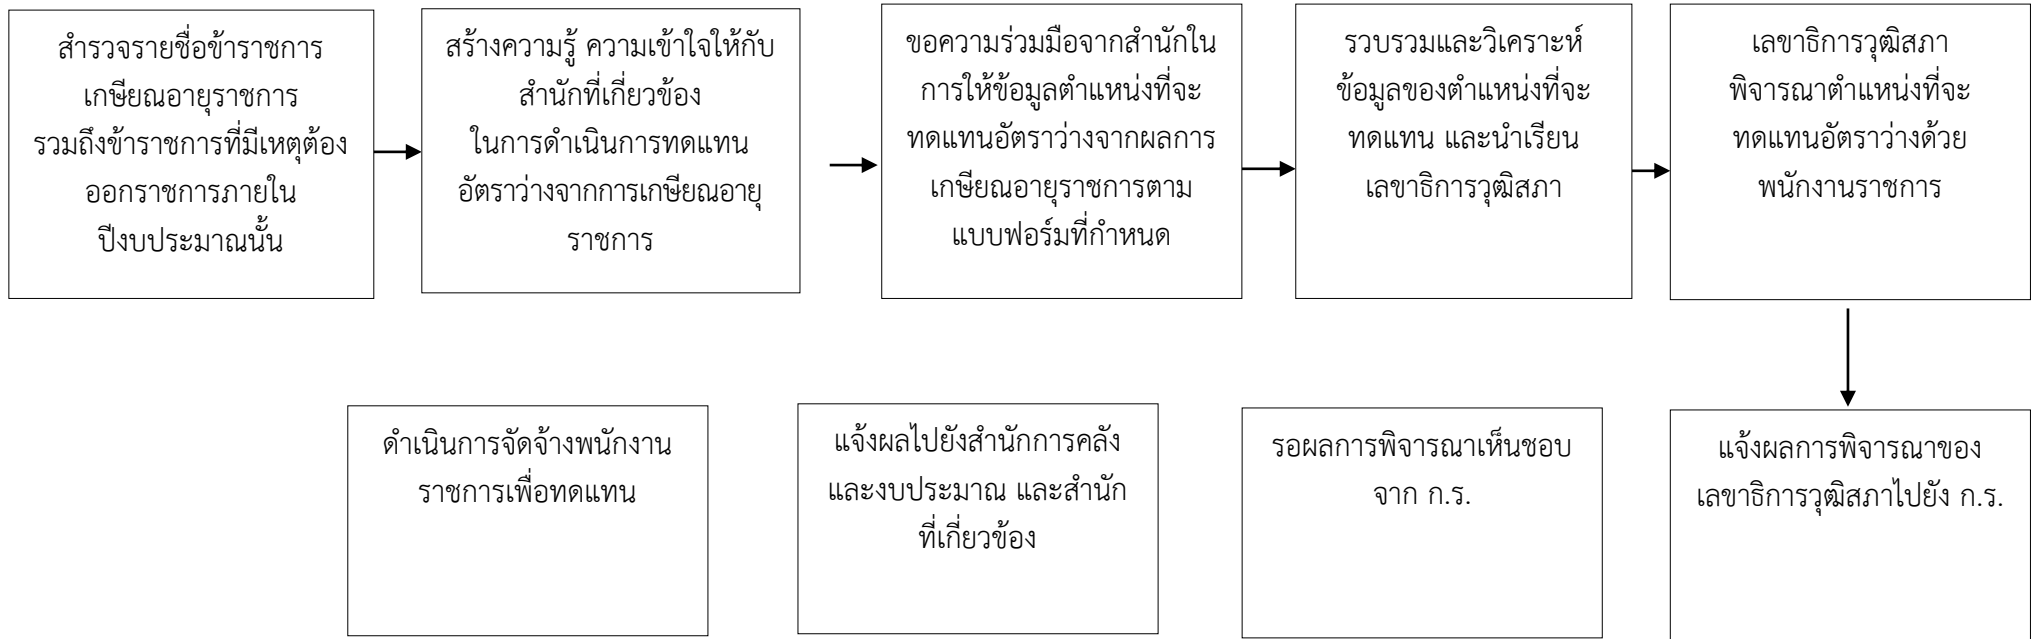 สำรวจรายชื่อข้าราชการ
เกษียณอายุราชการ
รวมถึงข้าราชการที่มีเหตุต้อง
ออกราชการภายใน
ปีงบประมาณนั้น
สร้างความรู้ ความเข้าใจให้กับ
สำนักที่เกี่ยวข้อง
ในการดำเนินการทดแทน
อัตราว่างจากการเกษียณอายุ
ราชการ
ขอความร่วมมือจากสำนักใน
การให้ข้อมูลตำแหน่งที่จะ
ทดแทนอัตราว่างจากผลการ
เกษียณอายุราชการตาม
แบบฟอร์มที่กำหนด
รวบรวมและวิเคราะห์
ข้อมูลของตำแหน่งที่จะ
ทดแทน และนำเรียน
เลขาธิการวุฒิสภา
เลขาธิการวุฒิสภา
พิจารณาตำแหน่งที่จะ
ทดแทนอัตราว่างด้วย
พนักงานราชการ
ดำเนินการจัดจ้างพนักงาน
ราชการเพื่อทดแทน
แจ้งผลไปยังสำนักการคลัง
และงบประมาณ และสำนัก
ที่เกี่ยวข้อง
รอผลการพิจารณาเห็นชอบ
จาก ก.ร.
แจ้งผลการพิจารณาของ
เลขาธิการวุฒิสภาไปยัง ก.ร.